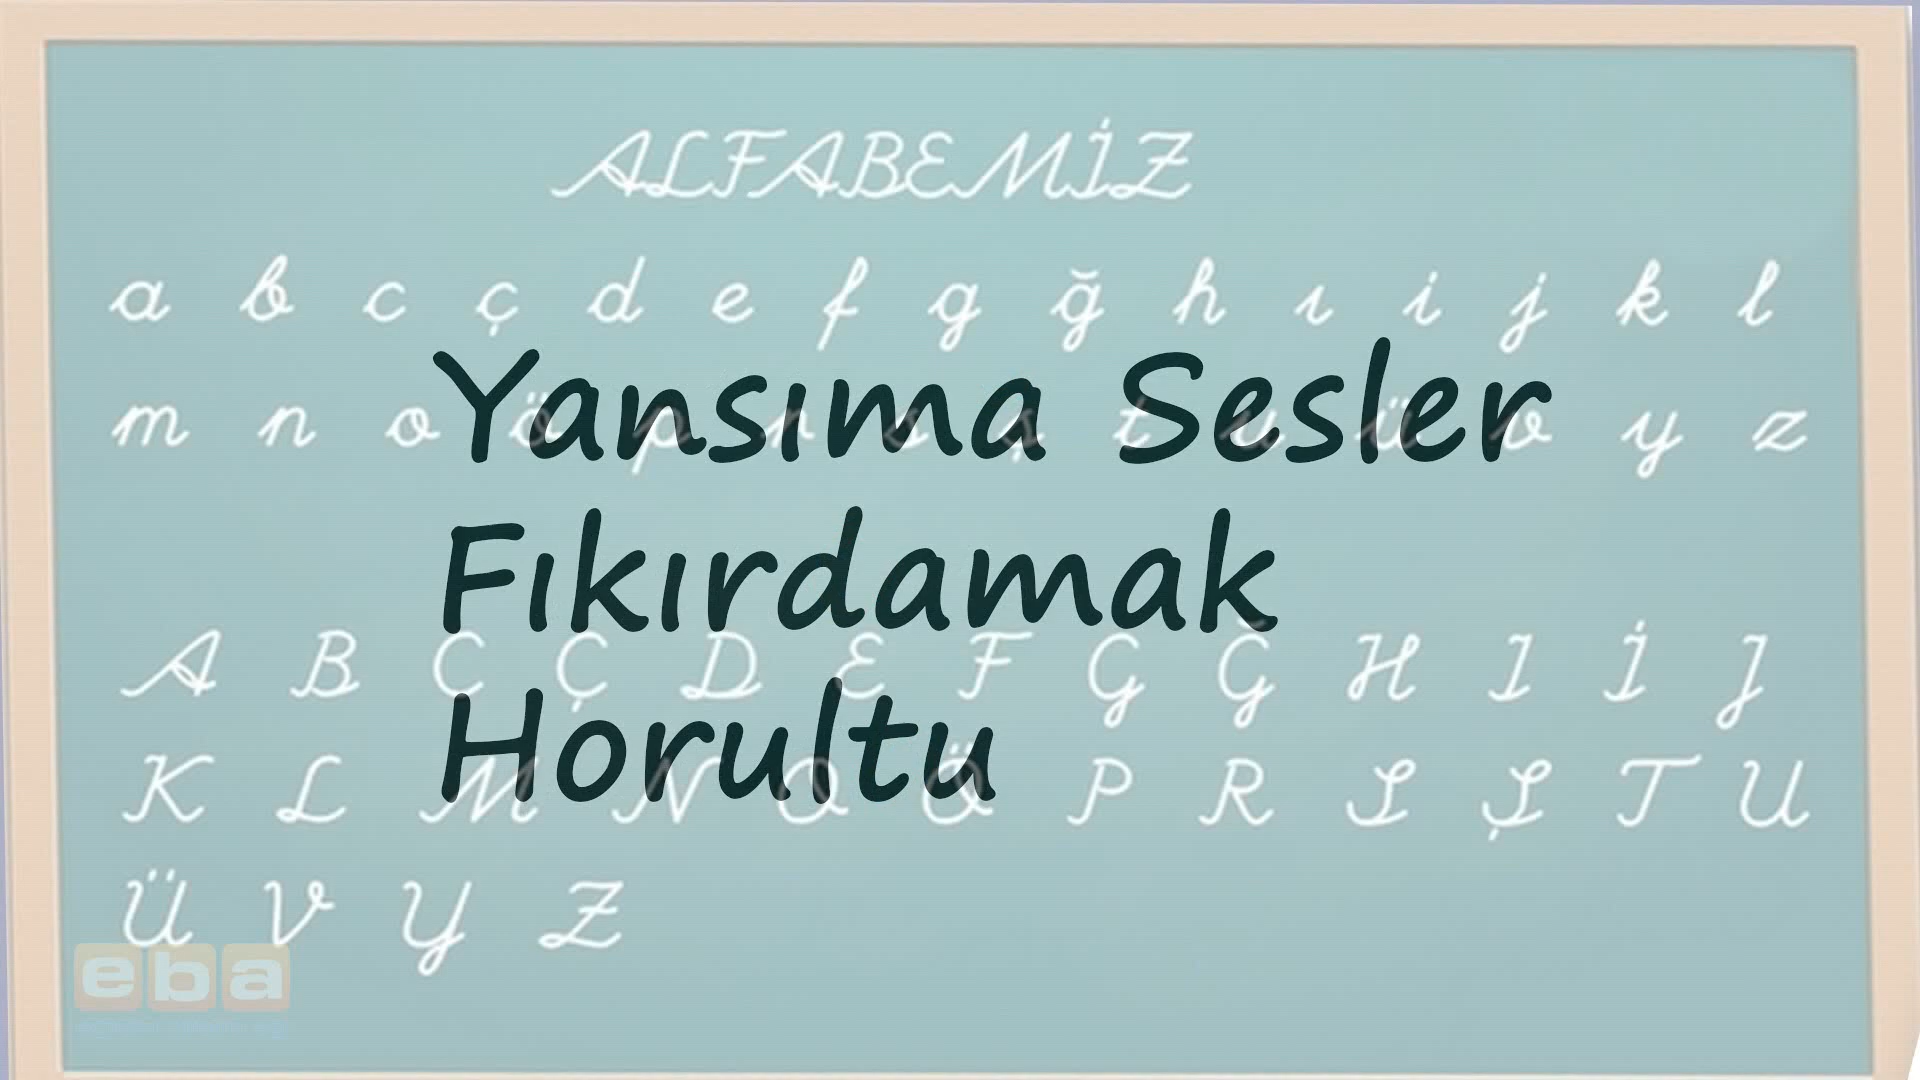 ALFABEMİZ
a b c ç d e f g ğ h ı i j k l
Yansıma Sesler
m n o ö p r s ş t u ü v y z
Fıkırdamak
A B C Ç D E F G Ğ H I İ J
Horultu
K L M N O Ö P R S Ş T U
Ü V Y Z
eba